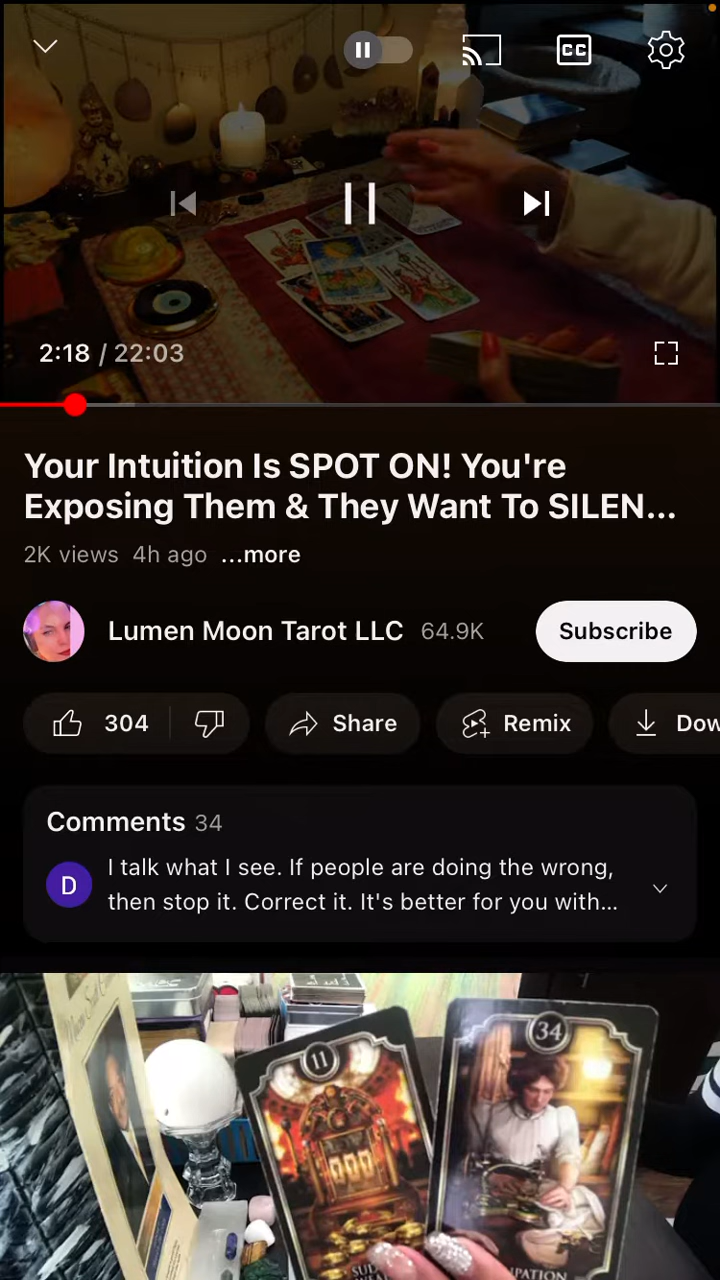 CC
2:18 / 22:03
Your Intuition Is SPOT ON! You're
Exposing Them & They Want To SILEN...
2K views 4h ago ...more
Lumen Moon Tarot LLC 64.9K
Subscribe
304
Share
Remix
Dow
Comments 34
D
I talk what I see. If people are doing the wrong,
then stop it. Correct it. It's better for you with...
11
34